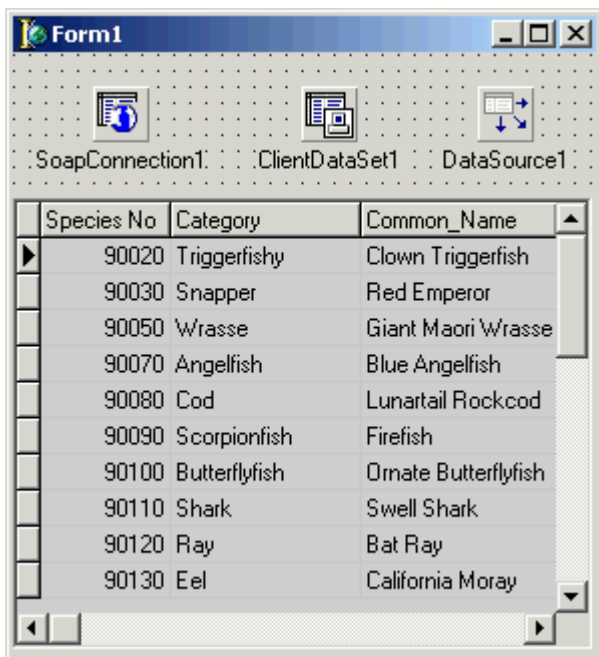 Form1
SoapConnection1 ClientDataSet1 DataSource1
Species No Category Common_Name
90020 Triggerfishy Clown Triggerfish
90030 Snapper Red Emperor
90050 Wrasse Giant Maori Wrasse
90070 Angelfish Blue Angelfish
90080 Cod Lunartail Rockcod
90090 Scorpionfish Firefish
90100 Butterflyfish Ornate Butterflyfish
90110 Shark Swell Shark
90120 Ray Bat Ray
90130 Eel California Moray